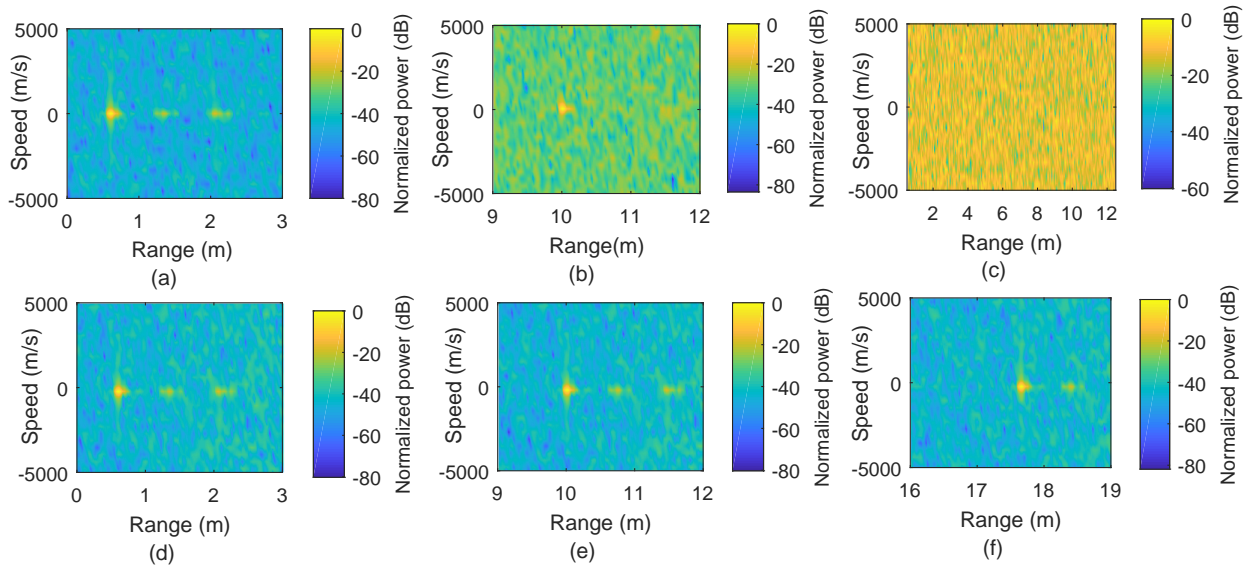 5000
0
-5000
Speed (m/s)
0 1 2 3
Range (m)
(a)
0
-20
-40
-60
-80
Normalized power (dB)
5000
0
-5000
Speed (m/s)
9 10 11 12
Range(m)
(b)
0
-20
-40
-60
-80
Normalized power (dB)
5000
0
-5000
Speed (m/s)
2 4 6 8 10 12
Range (m)
(c)
0
-20
-40
-60
Normalized power (dB)
5000
0
-5000
Speed (m/s)
0 1 2 3
Range (m)
(d)
0
-20
-40
-60
-80
Normalized power (dB)
5000
0
-5000
Speed (m/s)
9 10 11 12
Range (m)
(e)
0
-20
-40
-60
-80
Normalized power (dB)
5000
0
-5000
Speed (m/s)
16 17 18 19
Range (m)
(f)
0
-20
-40
-60
-80
Normalized power (dB)